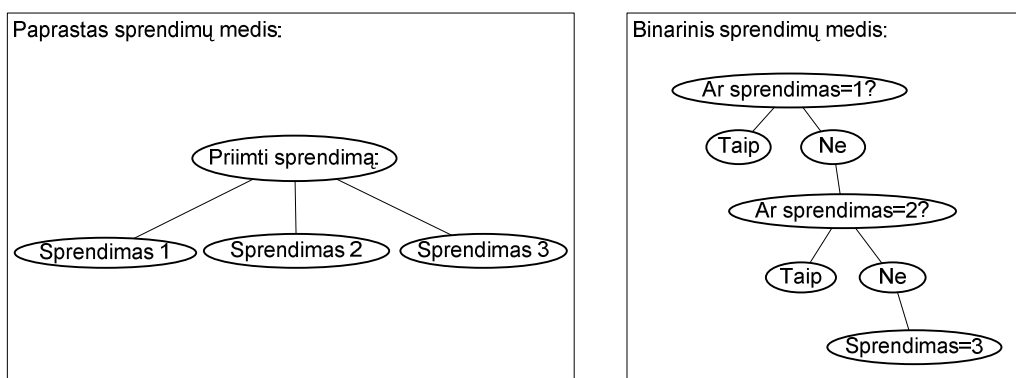 Paprastas sprendimų medis:
Priimti sprendimą:
Sprendimas 1
Sprendimas 2
Sprendimas 3
Binarinis sprendimų medis:
Ar sprendimas=1?
Taip
Ne
Ar sprendimas=2?
Taip
Ne
Sprendimas=3